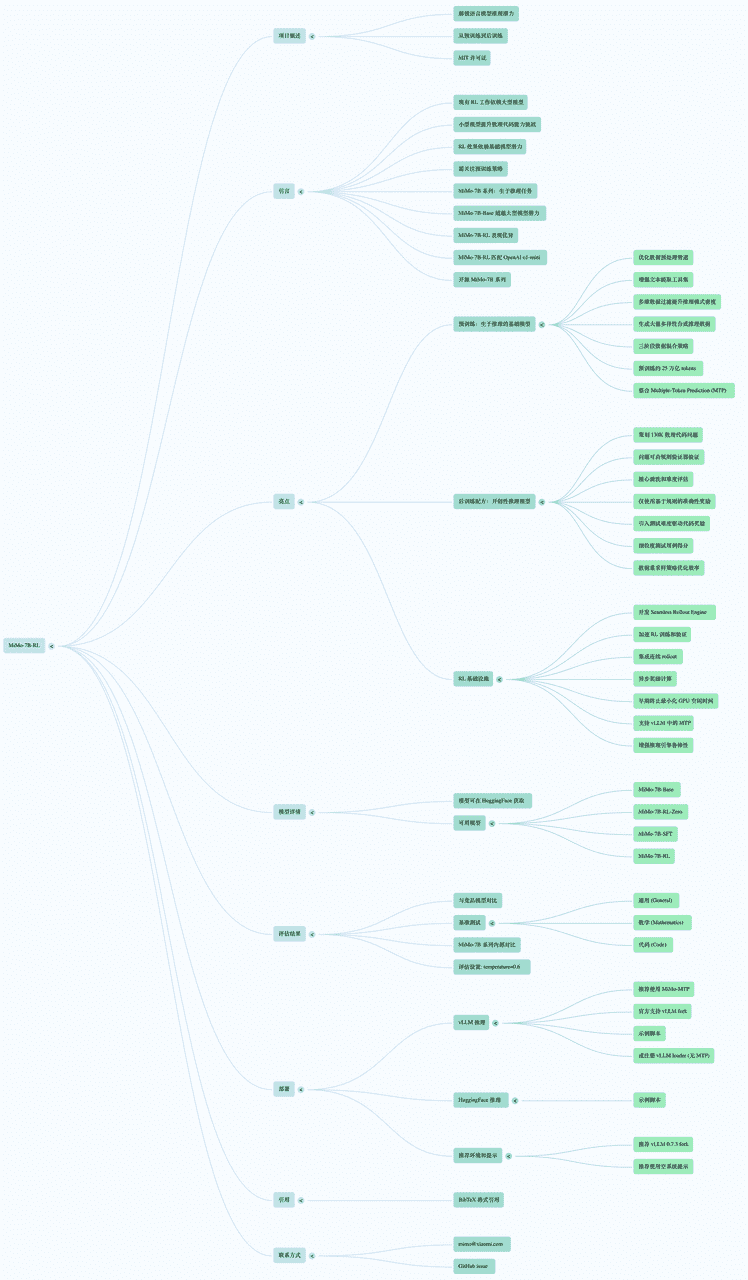 MiMo-7B-RL
项目概述
解锁语言模型推理潜力
从预训练到后训练
MIT 许可证
引言
现有 RL 工作依赖大型模型
小型模型提升数理代码能力挑战
RL 效果依赖基础模型潜力
需关注预训练策略
MiMo-7B 系列：生于推理任务
MiMo-7B-Base 超越大型模型潜力
MiMo-7B-RL 表现优异
MiMo-7B-RL 匹配 OpenAI o1-mini
开源 MiMo-7B 系列
亮点
预训练：生于推理的基础模型
优化数据预处理管道
增强文本提取工具集
多维数据过滤提升推理模式密度
生成大量多样性合成推理数据
三阶段数据混合策略
预训练约 25 万亿 tokens
结合 Multiple-Token Prediction (MTP)
后训练配方：开创性推理模型
策划 130K 数理代码问题
问题可由规则验证器验证
精心清洗和难度评估
仅使用基于规则的准确性奖励
引入测试难度驱动代码奖励
细粒度测试用例得分
数据重采样策略优化效率
RL 基础设施
开发 Seamless Rollout Engine
加速 RL 训练和验证
集成连续 rollout
异步奖励计算
早期终止最小化 GPU 空闲时间
支持 vLLM 中的 MTP
增强推理引擎鲁棒性
模型详情
模型可在 HuggingFace 获取
可用模型
MiMo-7B-Base
MiMo-7B-RL-Zero
MiMo-7B-SFT
MiMo-7B-RL
评估结果
与竞品模型对比
基准测试
通用 (General)
数学 (Mathematics)
代码 (Code)
MiMo-7B 系列内部对比
评估设置: temperature=0.6
部署
vLLM 推理
推荐使用 MiMo-MTP
官方支持 vLLM fork
示例脚本
或注册 vLLM loader (无 MTP)
HuggingFace 推理
示例脚本
推荐环境和提示
推荐 vLLM 0.7.3 fork
推荐使用空系统提示
引用
BibTeX 格式引用
联系方式
mimo@xiaomi.com
GitHub issue